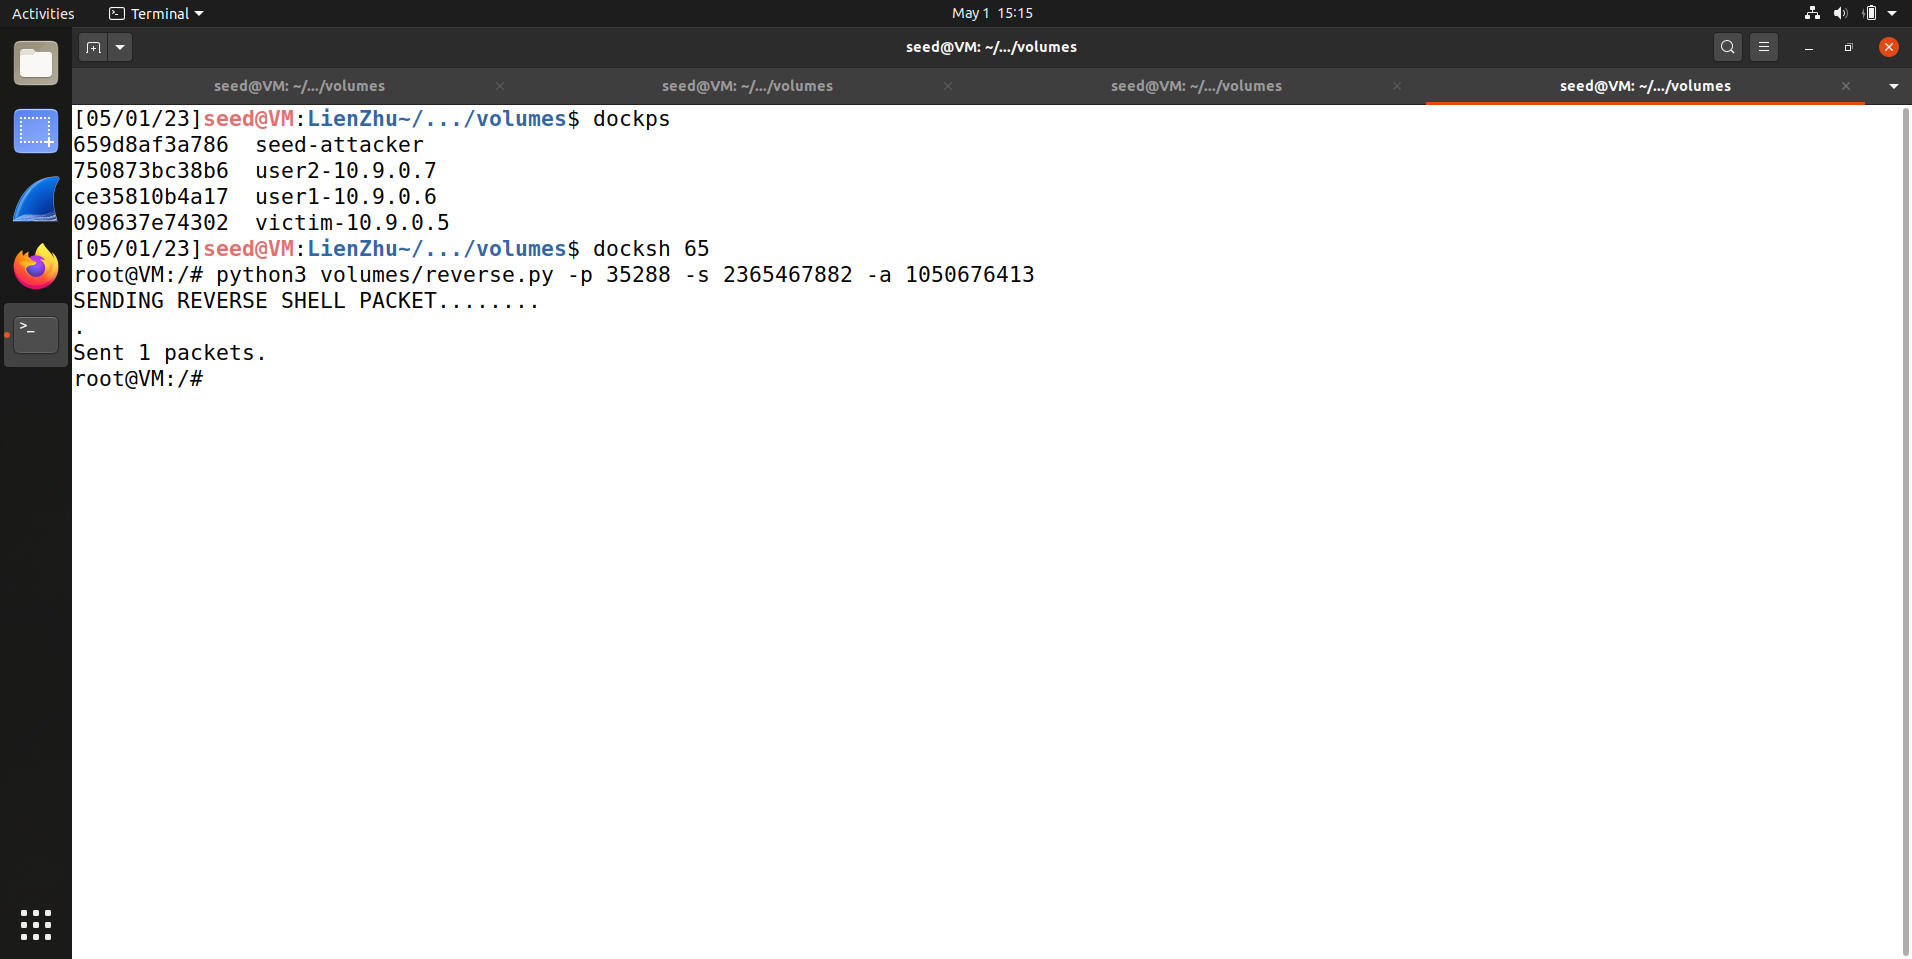 Activities Terminal May 1 15:15
seed@VM: ~/.../volumes
seed@VM: ~/.../volumes seed@VM: ~/.../volumes seed@VM: ~/.../volumes seed@VM: ~/.../volumes
[05/01/23]seed@VM:LienZhu~/.../volumes$ dockps
659d8af3a786  seed-attacker
750873bc38b6  user2-10.9.0.7
ce35810b4a17  user1-10.9.0.6
098637e74302  victim-10.9.0.5
[05/01/23]seed@VM:LienZhu~/.../volumes$ docksh 65
root@VM:/# python3 volumes/reverse.py -p 35288 -s 2365467882 -a 1050676413
SENDING REVERSE SHELL PACKET........
.
Sent 1 packets.
root@VM:/#